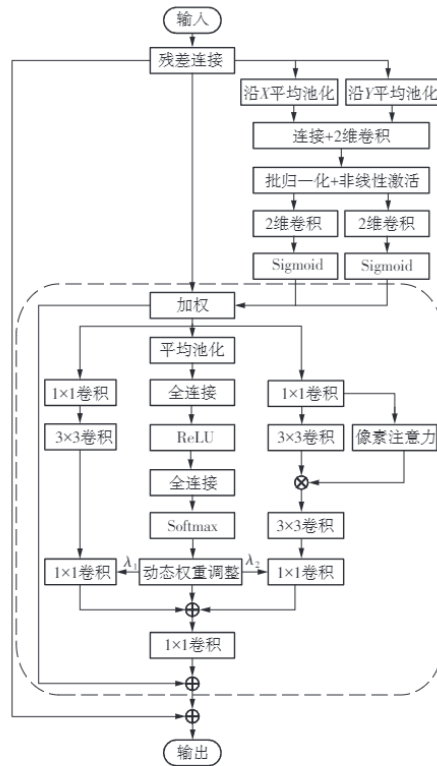 输入
残差连接
沿X平均池化 沿Y平均池化
连接+2维卷积
批归一化+非线性激活
2维卷积 2维卷积
Sigmoid Sigmoid
加权
平均池化
1×1卷积 全连接 1×1卷积
3×3卷积 ReLU 3×3卷积 像素注意力
全连接
Softmax 3×3卷积
1×1卷积 λ1 动态权重调整 λ2 1×1卷积
1×1卷积
输出